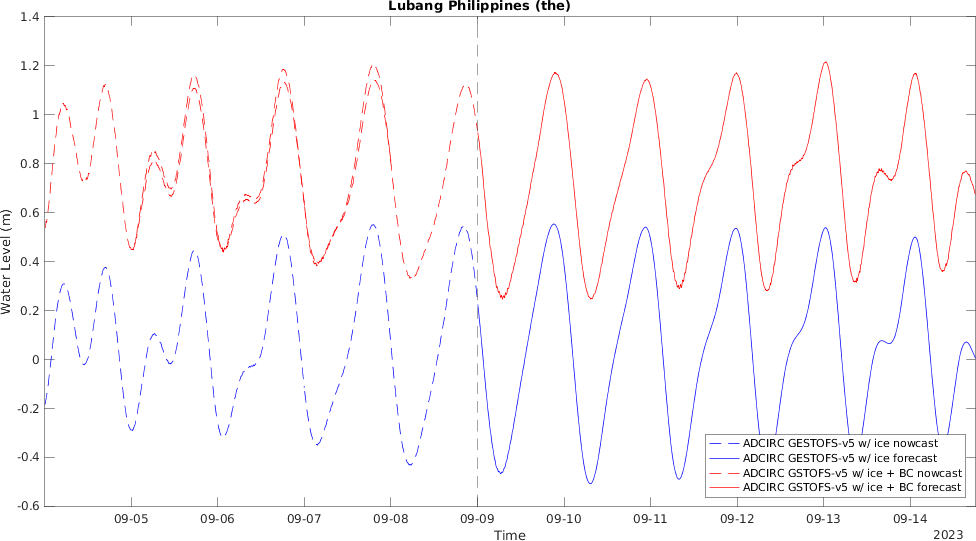 Lubang Philippines (the)
1.4
1.2
1
0.8
0.6
0.4
0.2
0
-0.2
-0.4
-0.6
Water Level (m)
ADCIRC GESTOFS-v5 w/ ice nowcast
ADCIRC GESTOFS-v5 w/ ice forecast
ADCIRC GSTOFS-v5 w/ ice + BC nowcast
ADCIRC GSTOFS-v5 w/ ice + BC forecast
09-05 09-06 09-07 09-08 09-09 09-10 09-11 09-12 09-13 09-14
Time
2023